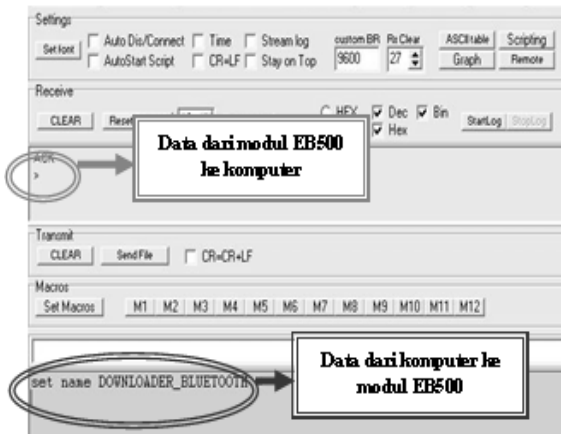 Settings
Set font Auto Dis/Connect Time Stream log custom BR Rx Clear ASCII table Scripting
AutoStart Script CR=LF Stay on Top 9600 27 Graph Remote
Receive
CLEAR HEX Dec Bin
Hex StartLog StopLog
Data dari modul EB500
ke komputer
ACK
>
Transmit
CLEAR Send File CR=CR+LF
Macros
Set Macros M1 M2 M3 M4 M5 M6 M7 M8 M9 M10 M11 M12
set name DOWNLOADER_BLUETOOTH
Data dari komputer ke
modul EB500